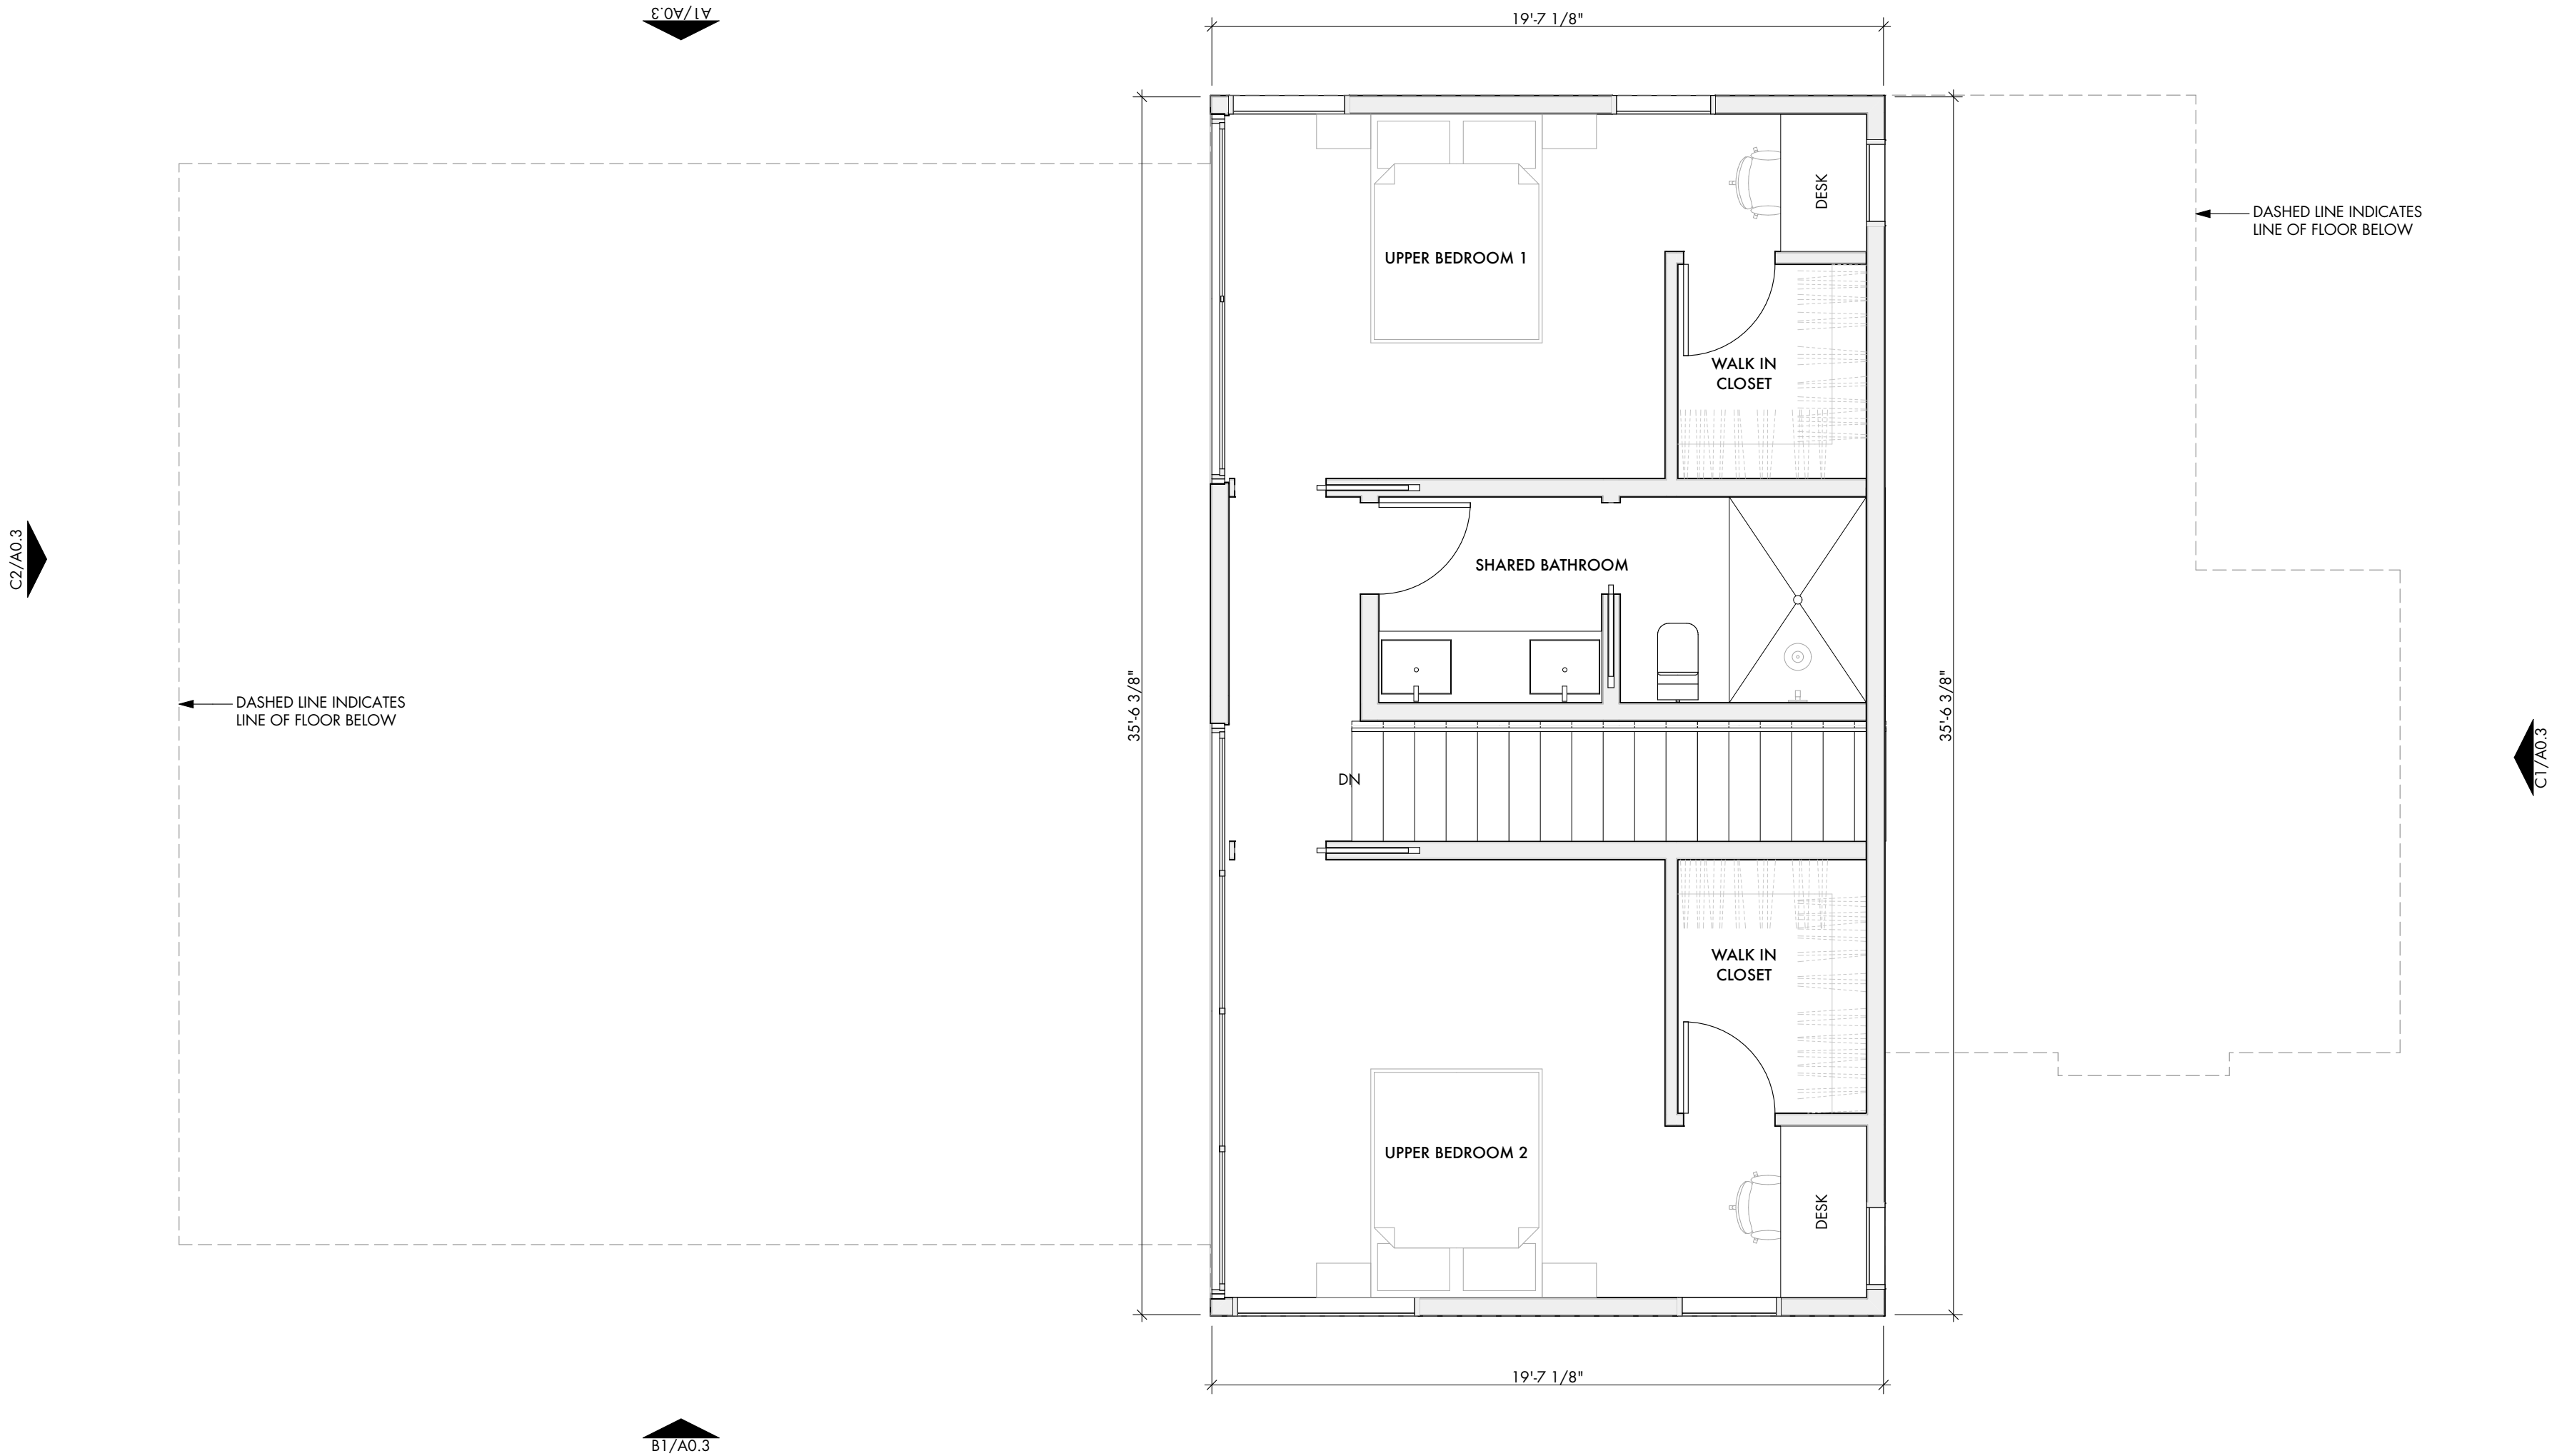 A1/A0.3
19'-7 1/8"
DESK
DASHED LINE INDICATES
LINE OF FLOOR BELOW
UPPER BEDROOM 1
WALK IN
CLOSET
C2/A0.3
SHARED BATHROOM
DASHED LINE INDICATES
LINE OF FLOOR BELOW
35'-6 3/8"
35'-6 3/8"
C1/A0.3
DN
WALK IN
CLOSET
UPPER BEDROOM 2
DESK
19'-7 1/8"
B1/A0.3